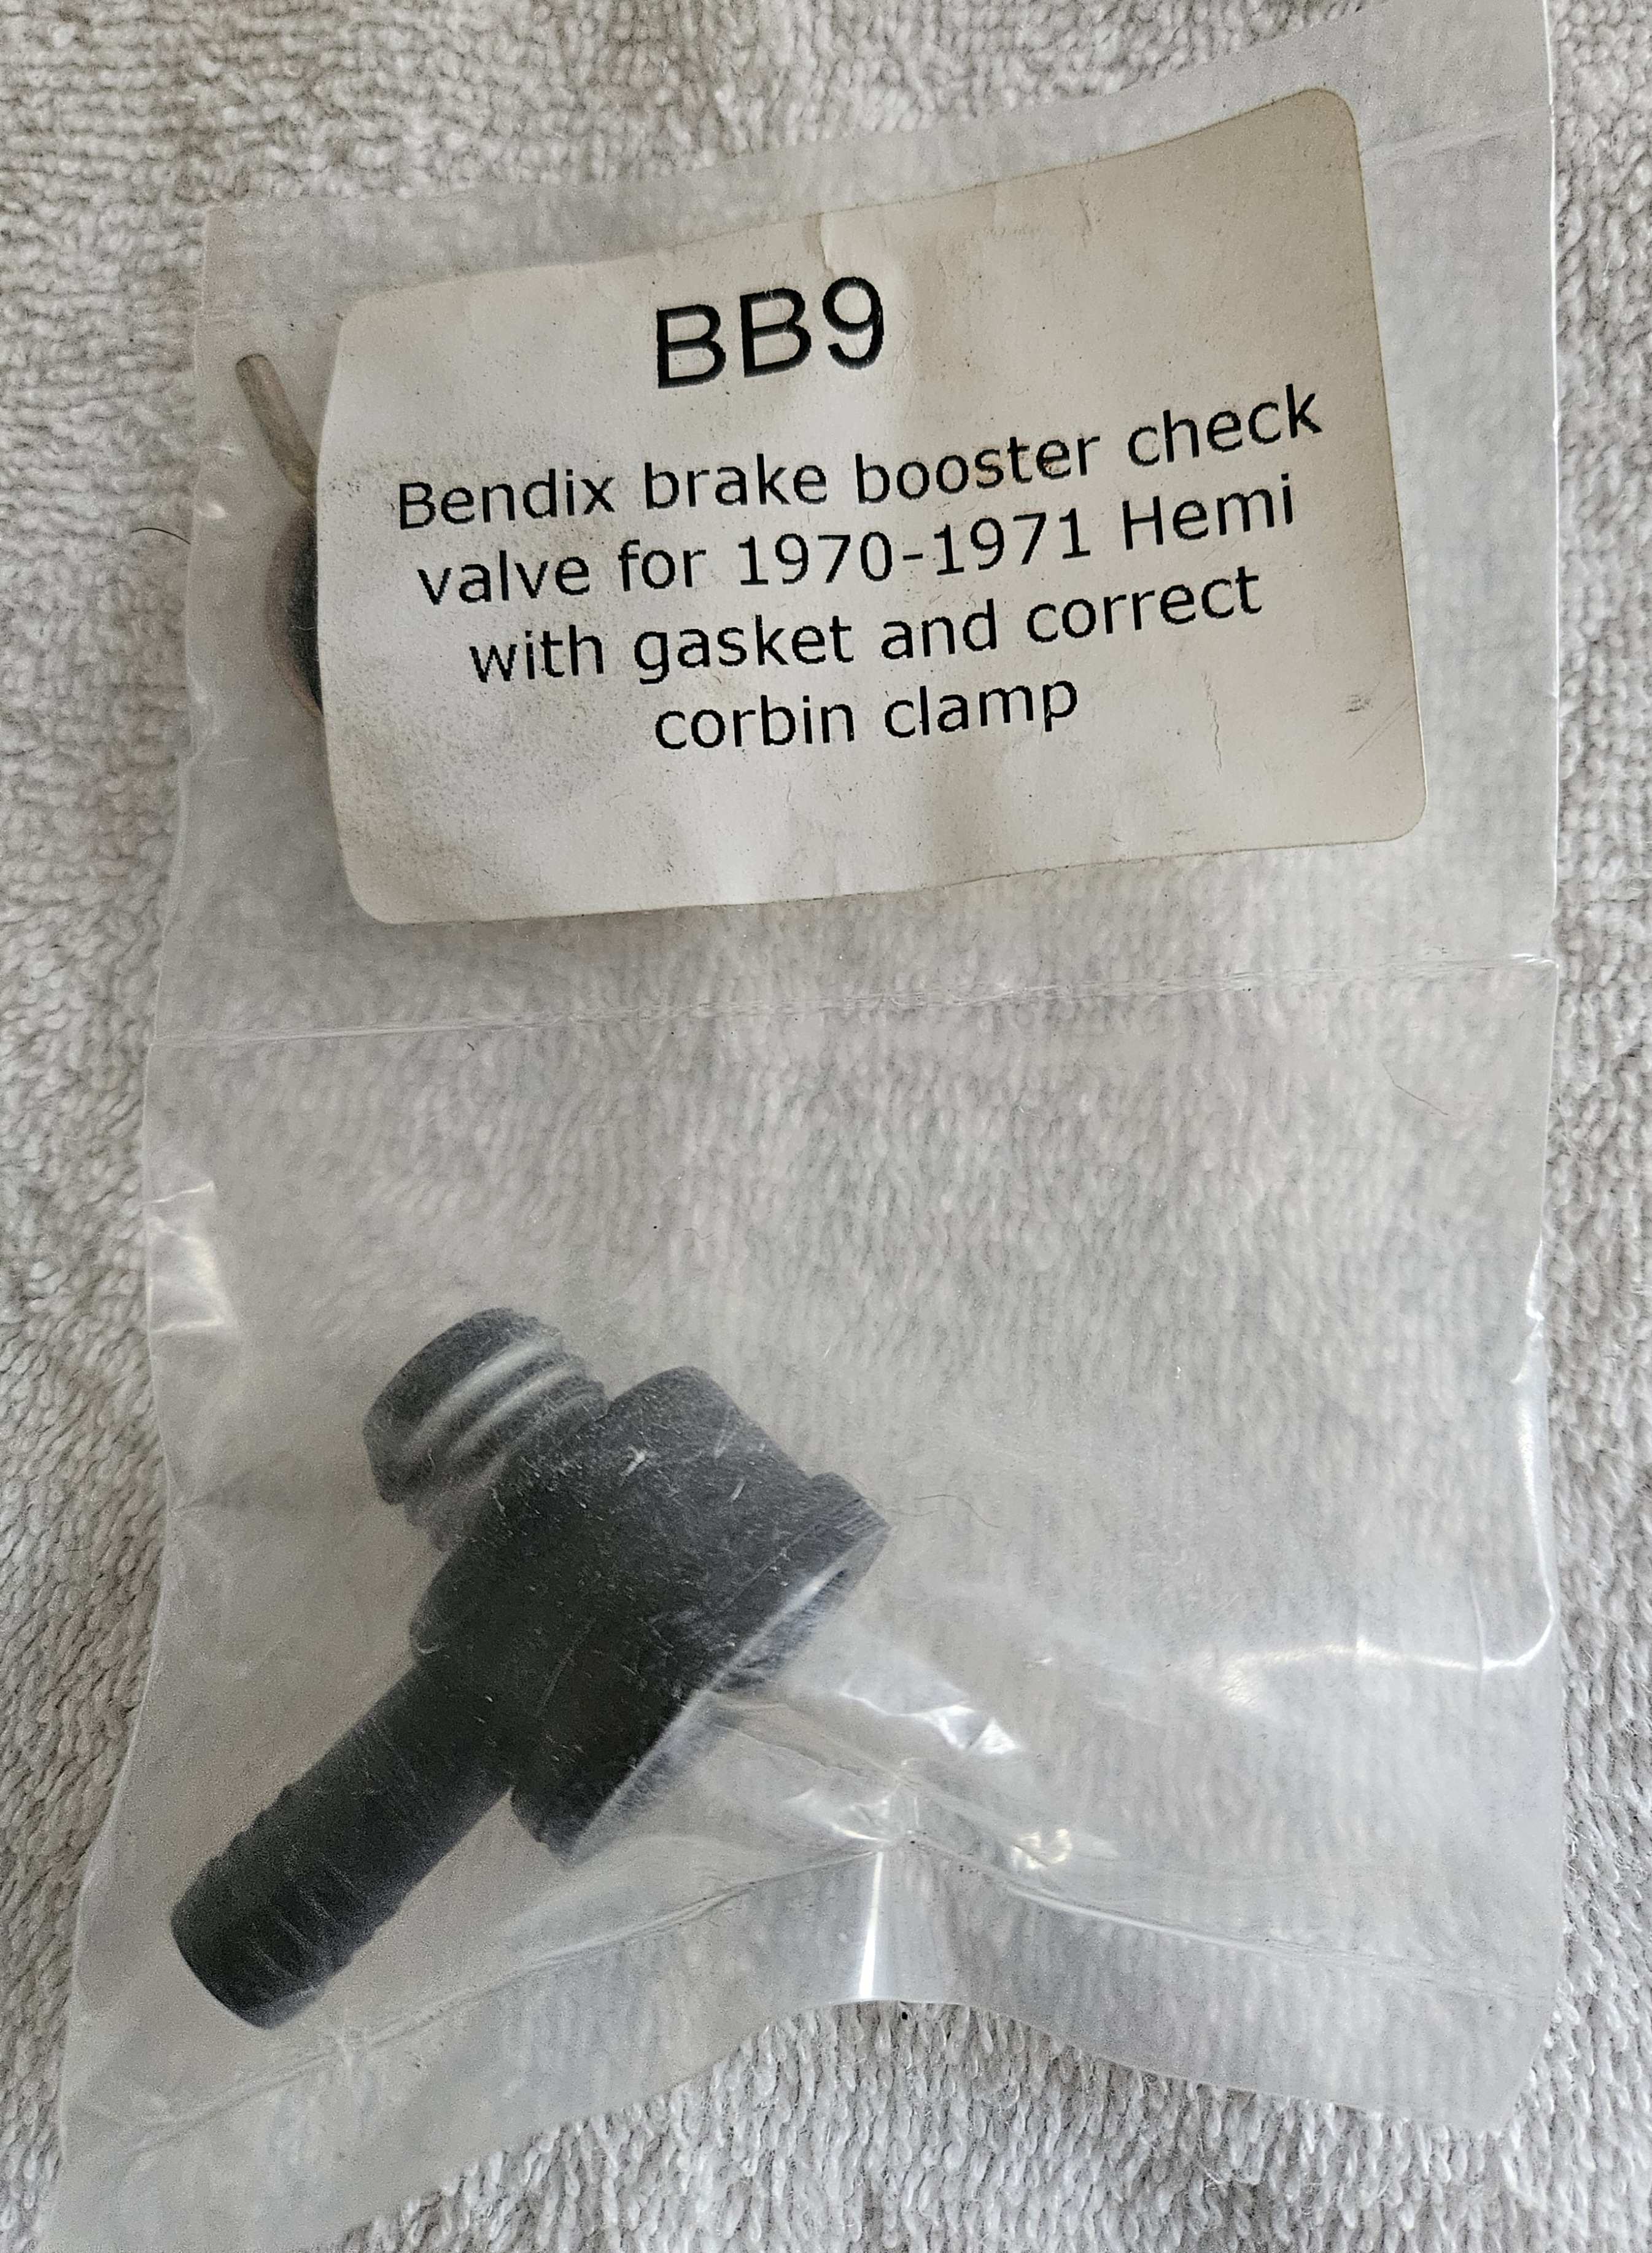 BB9
Bendix brake booster check
valve for 1970-1971 Hemi
with gasket and correct
corbin clamp